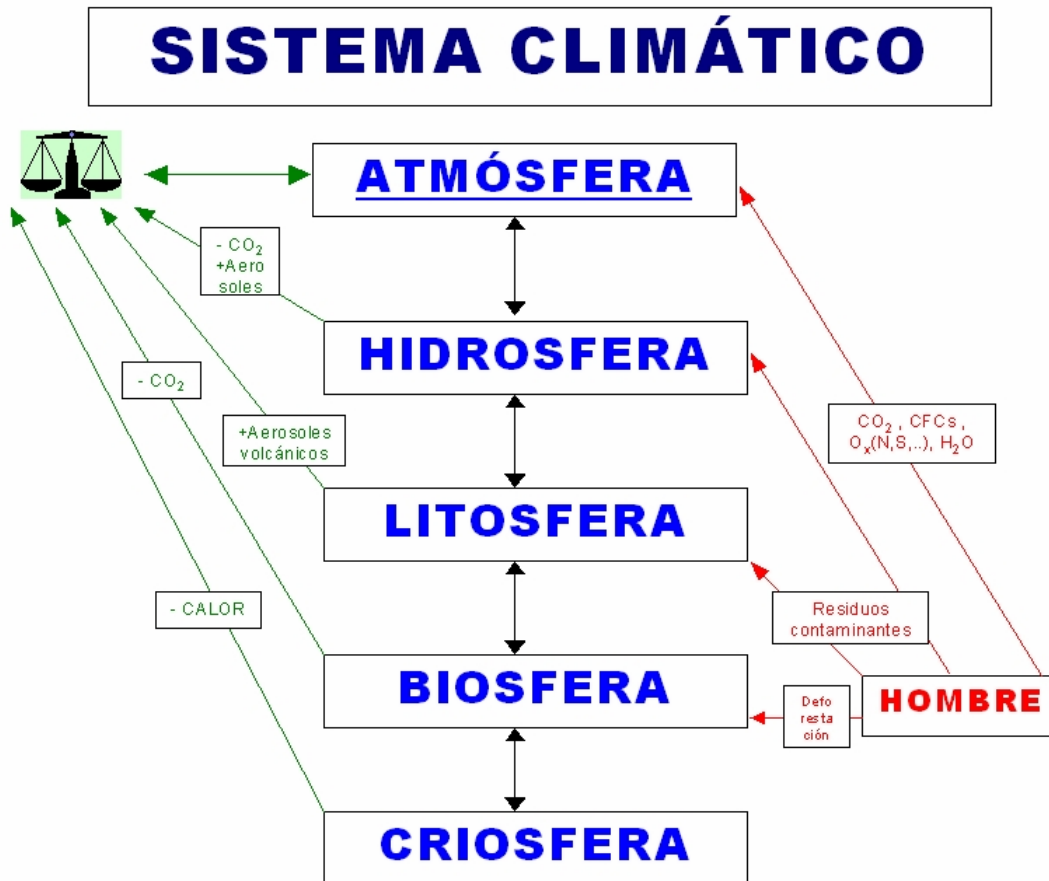 SISTEMA CLIMÁTICO
ATMÓSFERA
- CO₂
+Aero
soles
HIDROSFERA
- CO₂
+Aerosoles
volcánicos
CO₂ , CFCs ,
Oₓ(N,S,..), H₂O
LITOSFERA
- CALOR
Residuos
contaminantes
BIOSFERA
Defo
resta
ción
HOMBRE
CRIOSFERA